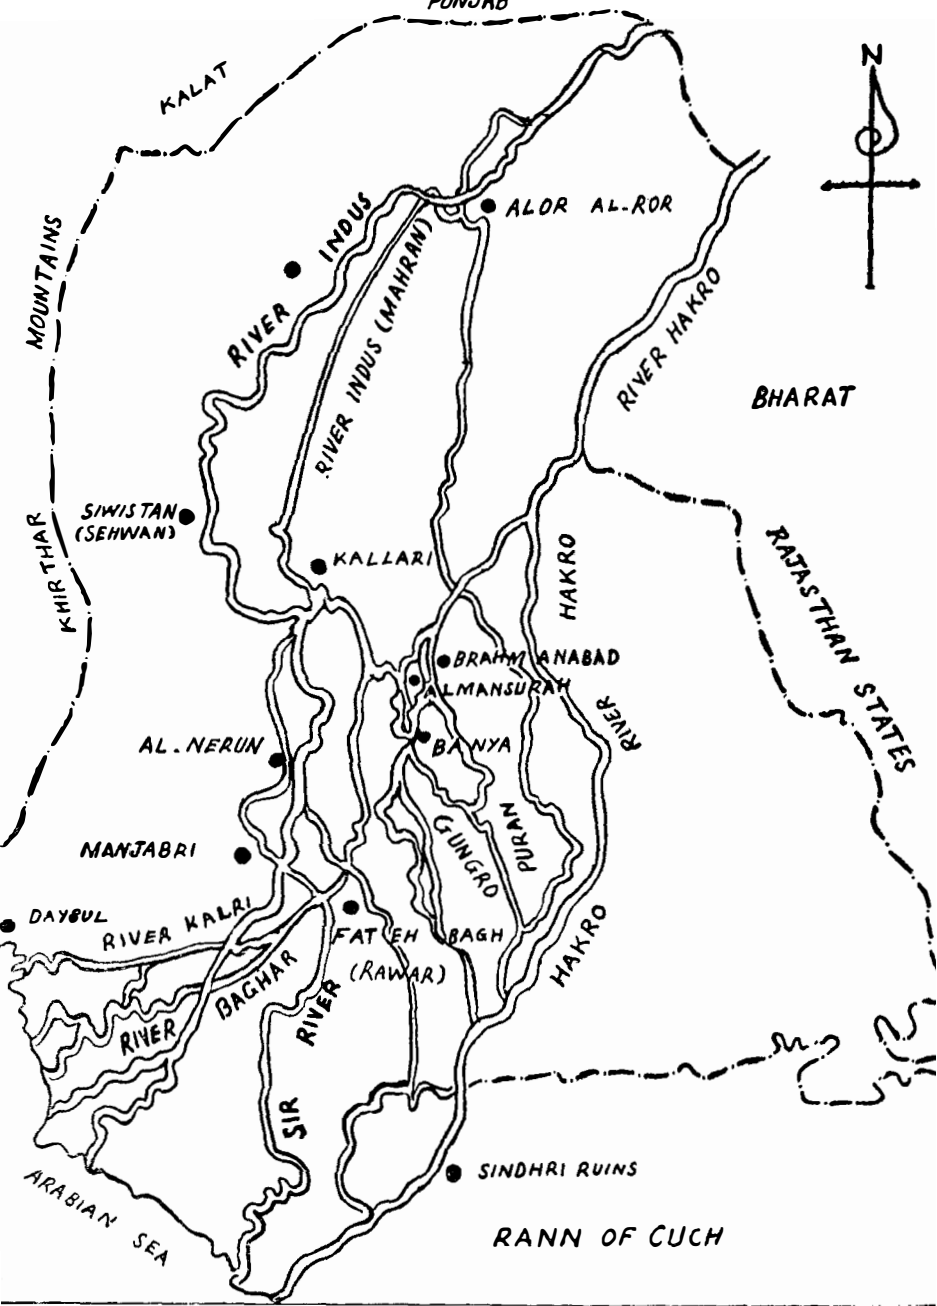 PUNJAB
KALAT
N
RIVER INDUS
ALOR AL-ROR
MOUNTAINS
KHIRTHAR
RIVER INDUS (MAHRAN)
RIVER HAKRO
BHARAT
SIWISTAN
(SEHWAN)
KALLARI
HAKRO
RIVER
RAJASTHAN STATES
BRAHMANABAD
ALMANSURAH
AL-NERUN
BANYA
PURAN
GUNGRO
MANJABRI
DAYBUL
RIVER KALRI
FATEH BAGH
(RAWAR)
HAKRO
RIVER BAGHAR
SIR RIVER
ARABIAN SEA
SINDHRI RUINS
RANN OF CUCH